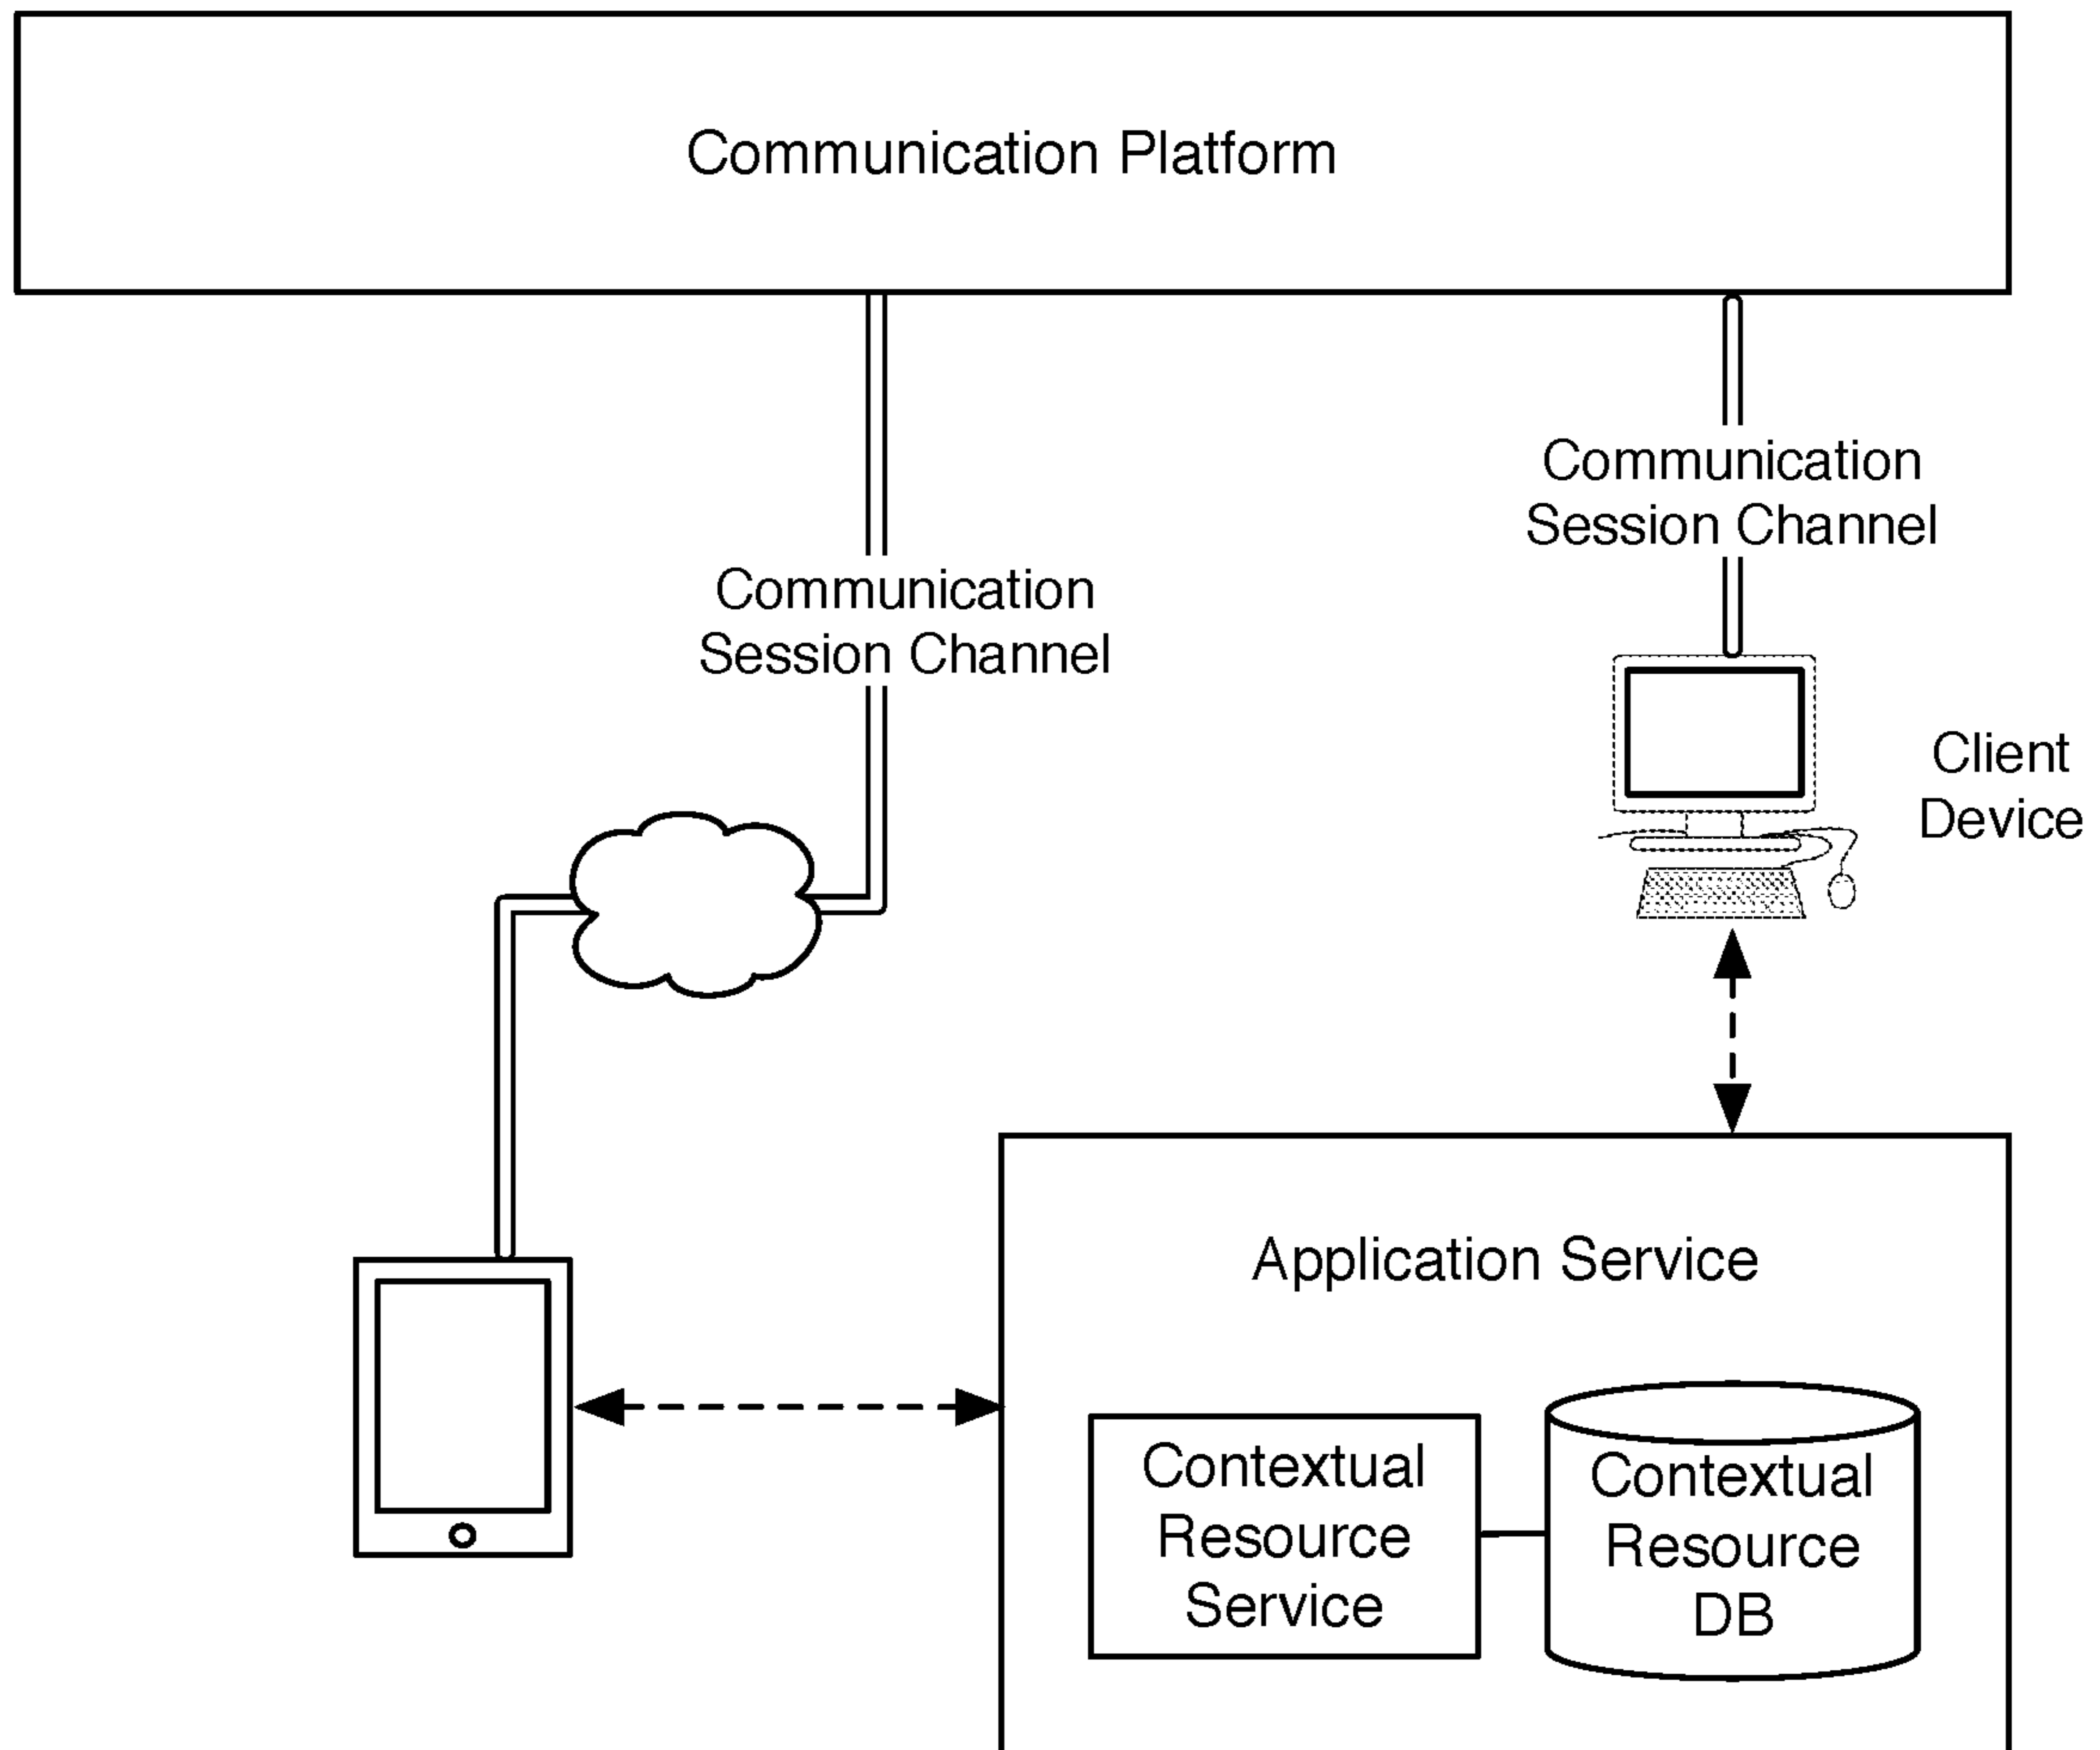 Communication Platform
Communication
Session Channel
Communication
Session Channel
Client
Device
Application Service
Contextual
Resource
Service
Contextual
Resource
DB